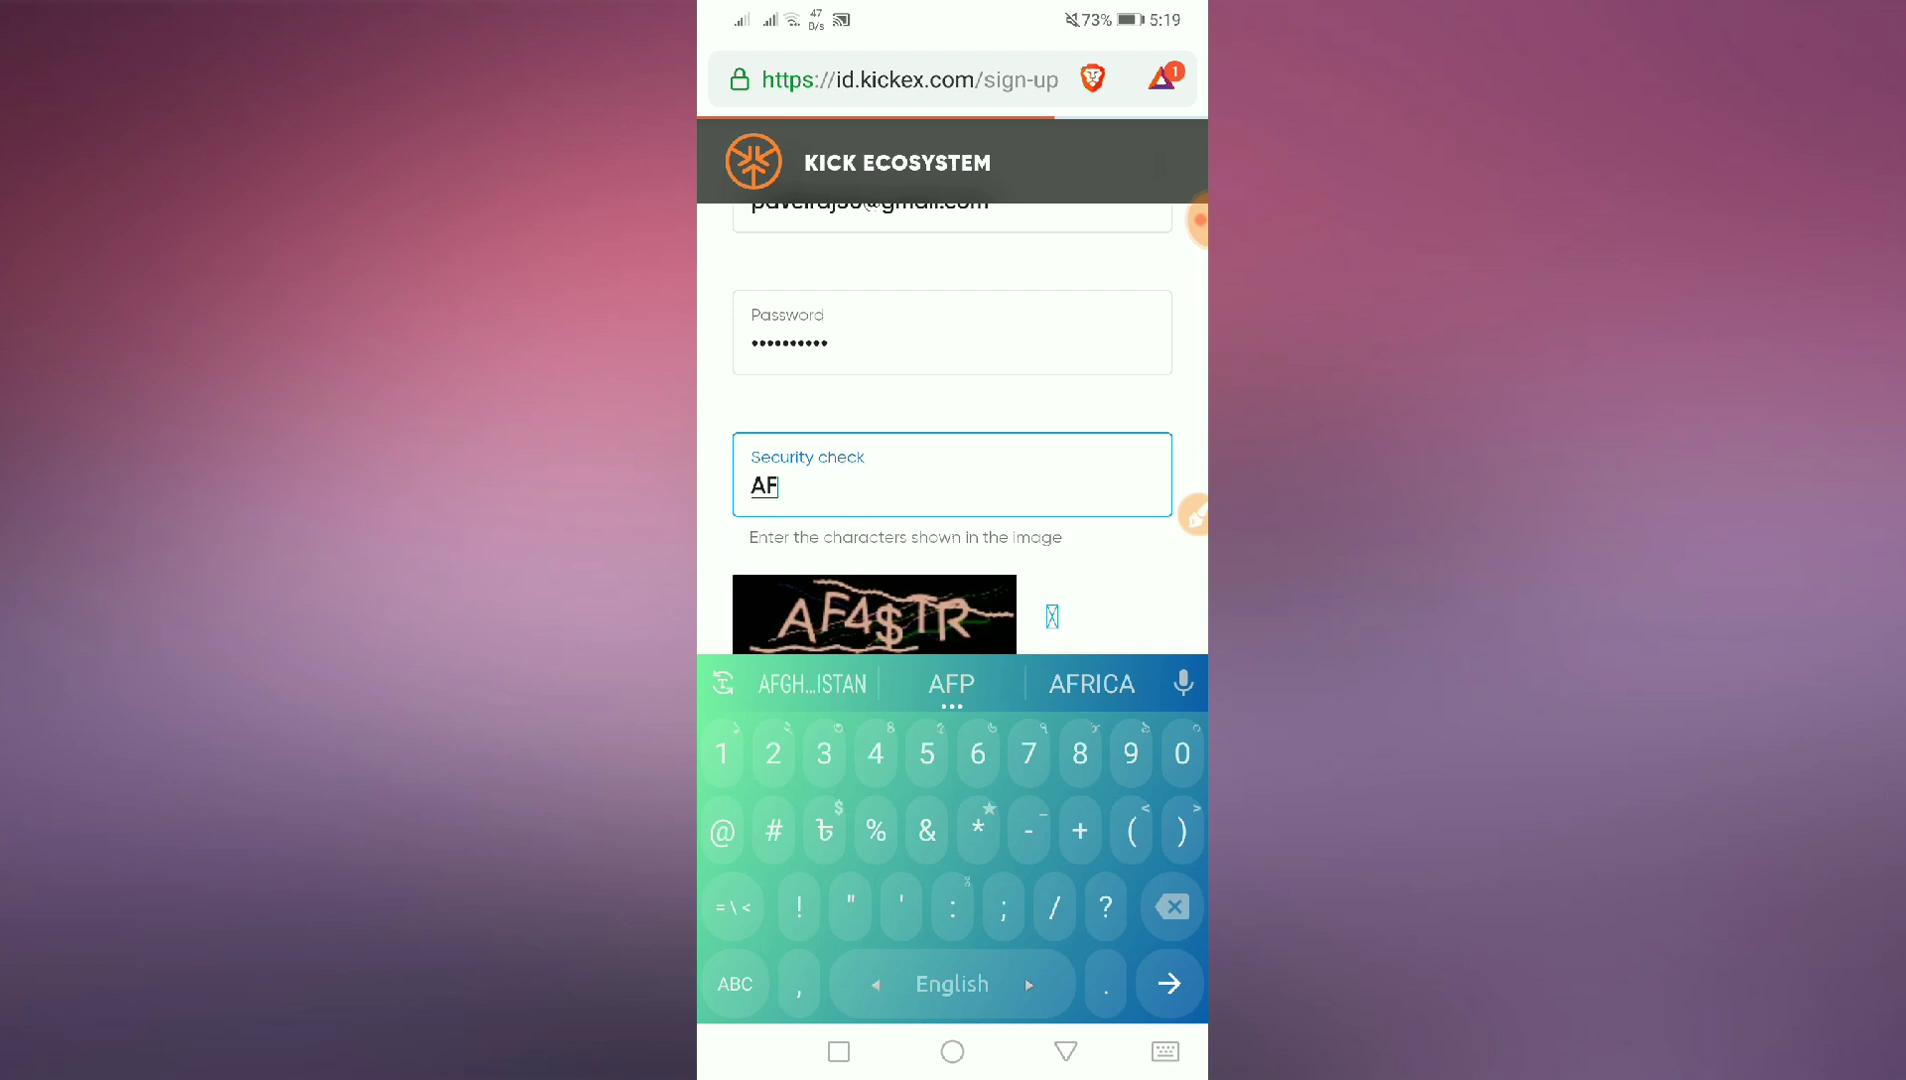 47
B/s
73%
5:19
https://id.kickex.com/sign-up
1
KICK ECOSYSTEM
Password
••••••••••
Security check
AF
Enter the characters shown in the image
AF4$TR
AFGH...ISTAN AFP AFRICA
1 2 3 4 5 6 7 8 9 0
@ # ৳ $ % & * ★ - _ + ( < ) >
=\< ! " ' : ; / ?
ABC , English .